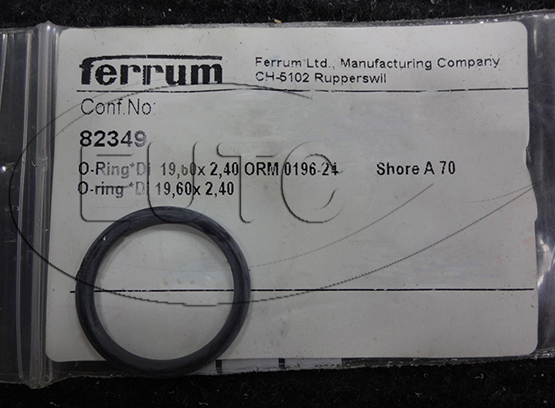 ferrum
Ferrum Ltd., Manufacturing Company
CH-5102 Rupperswil
Conf.No:
82349
O-Ring*Di 19,60x 2,40 ORM 0196-24 Shore A 70
O-ring *Di 19,60x 2,40
EUTC